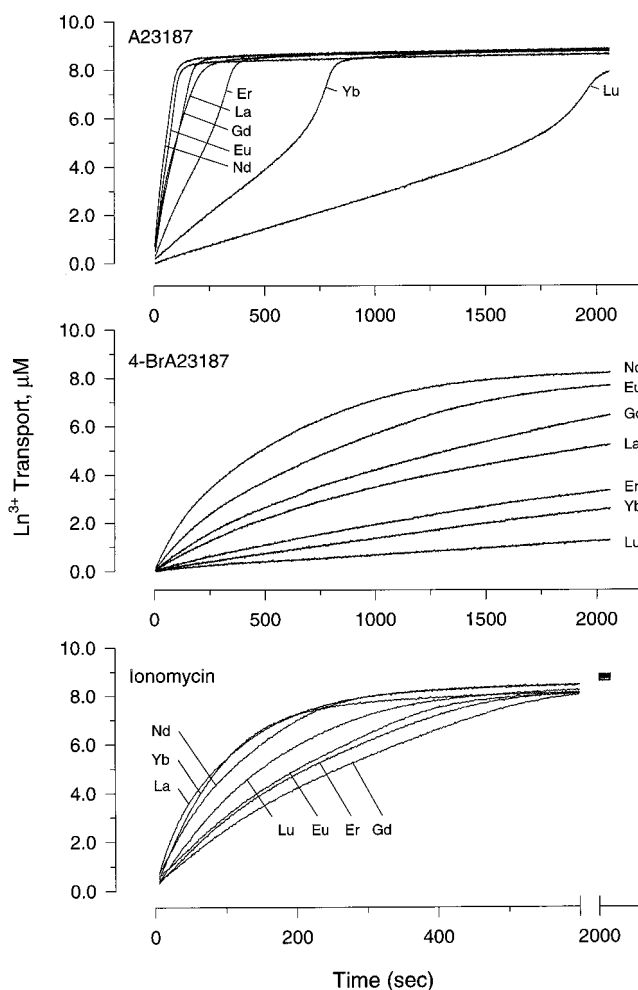 10.0
A23187
8.0
6.0
4.0
2.0
0.0
Er
La
Gd
Eu
Nd
Yb
Lu
0 500 1000 1500 2000
10.0
4-BrA23187
8.0
6.0
4.0
2.0
0.0
Nd
Eu
Gd
La
Er
Yb
Lu
0 500 1000 1500 2000
Ln3+ Transport, μM
10.0
Ionomycin
8.0
6.0
4.0
2.0
0.0
Nd
Yb
La
Lu Eu Er Gd
0 200 400 2000
Time (sec)